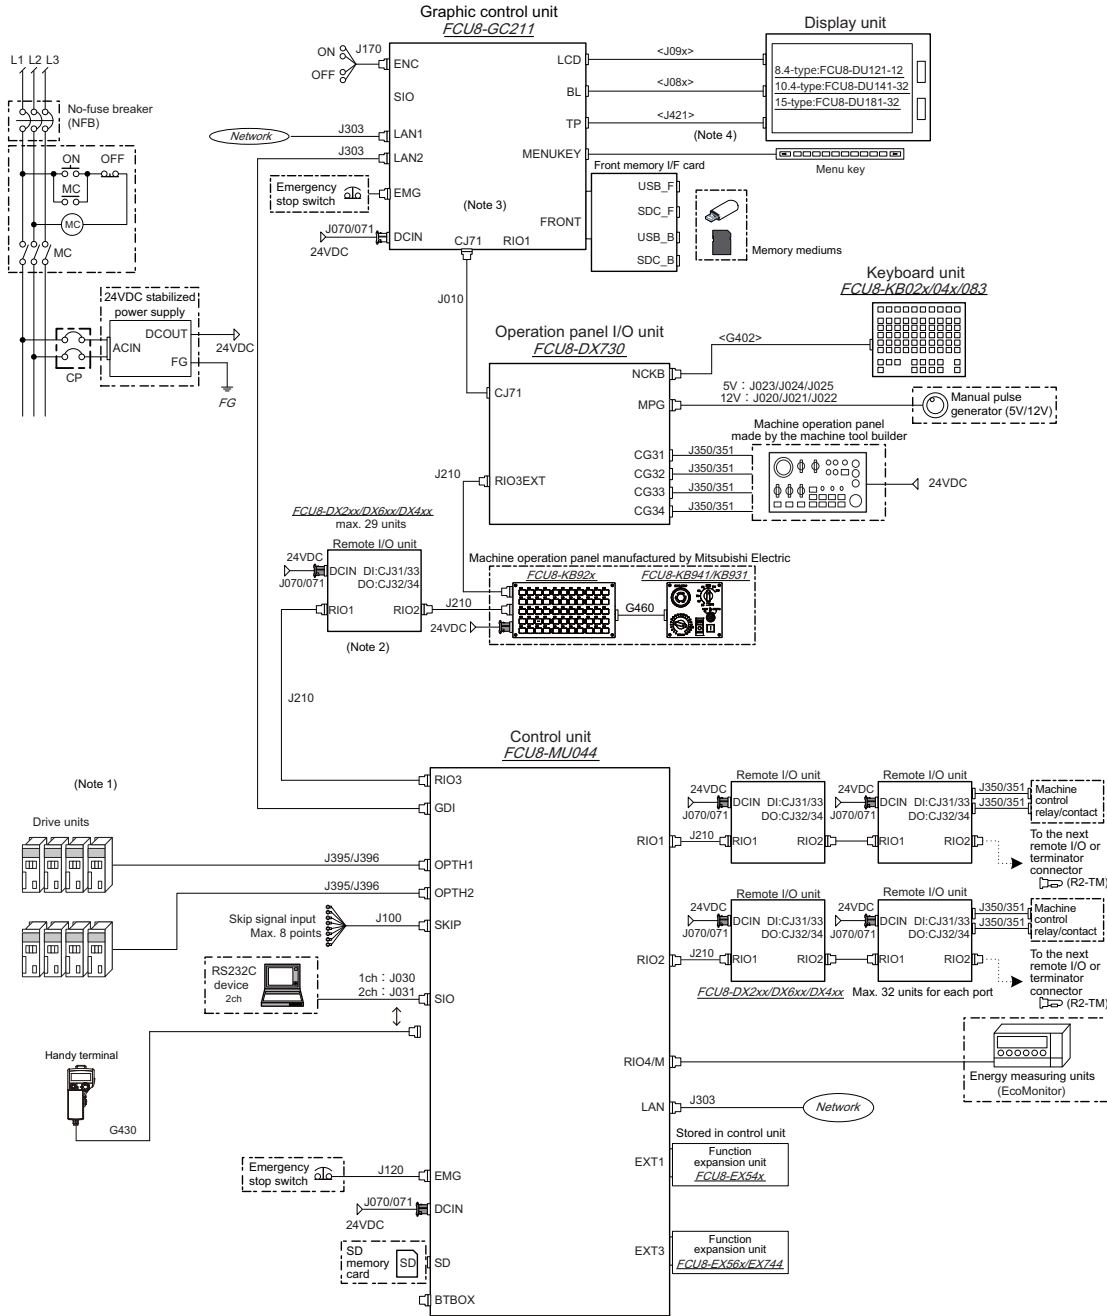 Graphic control unit
FCU8-GC211
Display unit
L1 L2 L3
No-fuse breaker
(NFB)
ON OFF
MC
MC
MC
24VDC stabilized
power supply
DCOUT
ACIN
FG
24VDC
CP
FG
ON
OFF
J170
ENC
SIO
Network
J303
LAN1
J303
LAN2
Emergency
stop switch
EMG
J070/071
24VDC
DCIN
(Note 3)
CJ71
RIO1
LCD
BL
TP
MENUKEY
FRONT
<J09x>
<J08x>
<J421>
(Note 4)
8.4-type:FCU8-DU121-12
10.4-type:FCU8-DU141-32
15-type:FCU8-DU181-32
Menu key
Front memory I/F card
USB_F
SDC_F
USB_B
SDC_B
Memory mediums
J010
Keyboard unit
FCU8-KB02x/04x/083
Operation panel I/O unit
FCU8-DX730
<G402>
NCKB
CJ71
MPG
5V : J023/J024/J025
12V : J020/J021/J022
Manual pulse
generator (5V/12V)
Machine operation panel
made by the machine tool builder
CG31
J350/351
CG32
J350/351
CG33
J350/351
CG34
J350/351
24VDC
J210
RIO3EXT
FCU8-DX2xx/DX6xx/DX4xx
max. 29 units
Remote I/O unit
24VDC
J070/071
DCIN DI:CJ31/33
DO:CJ32/34
RIO1 RIO2
J210
(Note 2)
Machine operation panel manufactured by Mitsubishi Electric
FCU8-KB92x
FCU8-KB941/KB931
G460
24VDC
J210
Control unit
FCU8-MU044
(Note 1)
Drive units
RIO3
GDI
J395/J396
OPTH1
J395/J396
OPTH2
Skip signal input
Max. 8 points
J100
SKIP
RS232C
device
2ch
1ch : J030
2ch : J031
SIO
Handy terminal
G430
Emergency
stop switch
J120
EMG
J070/071
24VDC
DCIN
SD
memory
card
SD
SD
BTBOX
Remote I/O unit
Remote I/O unit
24VDC
J070/071
DCIN DI:CJ31/33
DO:CJ32/34
24VDC
J070/071
DCIN DI:CJ31/33
DO:CJ32/34
J350/351
J350/351
Machine
control
relay/contact
RIO1
J210
RIO1 RIO2
RIO1 RIO2
To the next
remote I/O or
terminator
connector
(R2-TM)
Remote I/O unit
Remote I/O unit
24VDC
J070/071
DCIN DI:CJ31/33
DO:CJ32/34
24VDC
J070/071
DCIN DI:CJ31/33
DO:CJ32/34
J350/351
J350/351
Machine
control
relay/contact
RIO2
J210
RIO1 RIO2
RIO1 RIO2
To the next
remote I/O or
terminator
connector
(R2-TM)
FCU8-DX2xx/DX6xx/DX4xx Max. 32 units for each port
RIO4/M
Energy measuring units
(EcoMonitor)
LAN
J303
Network
Stored in control unit
EXT1
Function
expansion unit
FCU8-EX54x
EXT3
Function
expansion unit
FCU8-EX56x/EX744